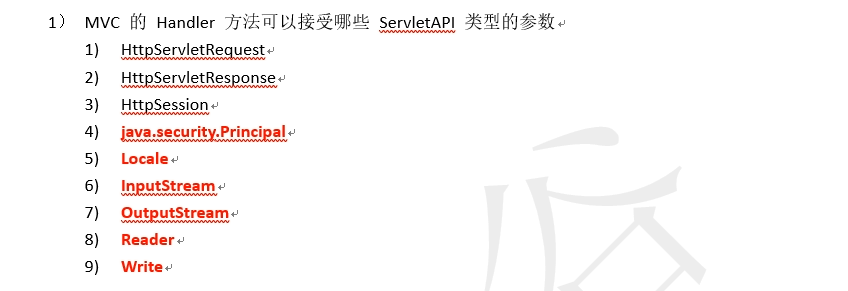 1） MVC 的 Handler 方法可以接受哪些 ServletAPI 类型的参数
1) HttpServletRequest
2) HttpServletResponse
3) HttpSession
4) java.security.Principal
5) Locale
6) InputStream
7) OutputStream
8) Reader
9) Write